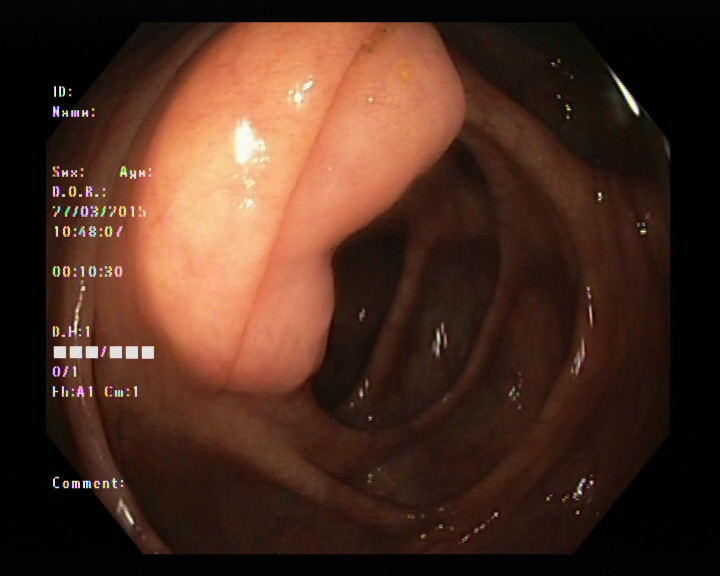 ID:
Name:
Sex: Age:
D.O.B.:
27/03/2015
10:48:07
00:10:30
■■■/■■■
0/1
Eh:A1 Cm:1
Comment: